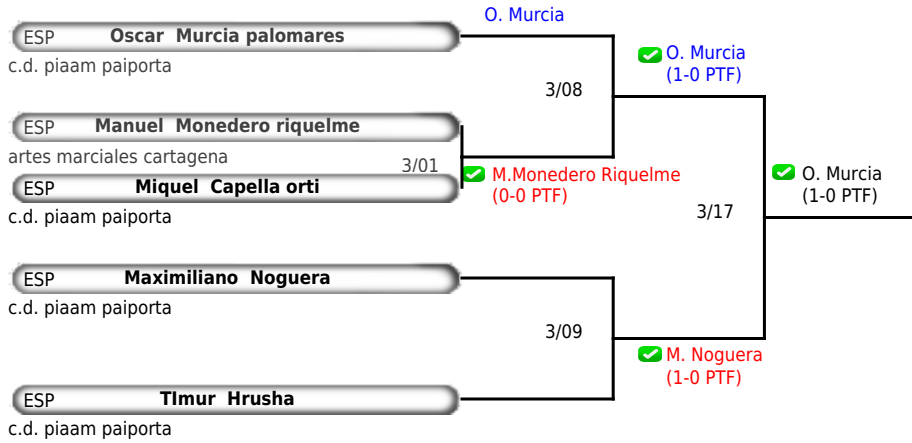 O. Murcia
ESP Oscar Murcia palomares
c.d. piaam paiporta
O. Murcia
(1-0 PTF)
3/08
ESP Manuel Monedero riquelme
artes marciales cartagena
3/01
M.Monedero Riquelme
(0-0 PTF)
O. Murcia
(1-0 PTF)
ESP Miquel Capella orti
c.d. piaam paiporta
3/17
ESP Maximiliano Noguera
c.d. piaam paiporta
3/09
M. Noguera
(1-0 PTF)
ESP TImur Hrusha
c.d. piaam paiporta